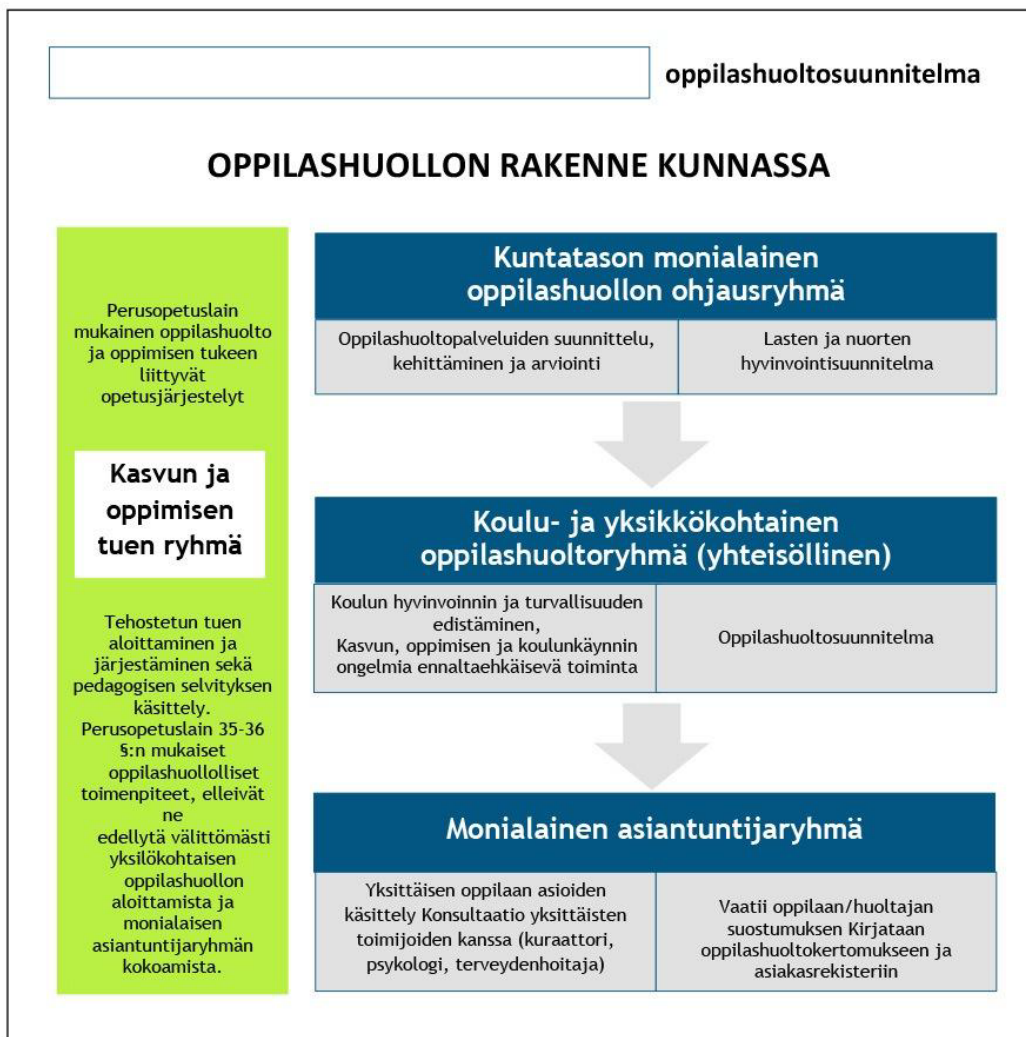 oppilashuoltosuunnitelma
OPPILASHUOLLON RAKENNE KUNNASSA
Perusopetuslain
mukainen oppilashuolto
ja oppimisen tukeen
liittyvät
opetusjärjestelyt
Kasvun ja
oppimisen
tuen ryhmä
Tehostetun tuen
aloittaminen ja
järjestäminen sekä
pedagogisen selvityksen
käsittely.
Perusopetuslain 35-36
§:n mukaiset
oppilashuollolliset
toimenpiteet, elleivät
ne
edellytä välittömästi
yksilökohtaisen
oppilashuollon
aloittamista ja
monialaisen
asiantuntijaryhmän
kokoamista.
Kuntatason monialainen
oppilashuollon ohjausryhmä
Oppilashuoltopalveluiden suunnittelu,
kehittäminen ja arviointi
Lasten ja nuorten
hyvinvointisuunnitelma
Koulu- ja yksikkökohtainen
oppilashuoltoryhmä (yhteisöllinen)
Koulun hyvinvoinnin ja turvallisuuden
edistäminen,
Kasvun, oppimisen ja koulunkäynnin
ongelmia ennaltaehkäisevä toiminta
Oppilashuoltosuunnitelma
Monialainen asiantuntijaryhmä
Yksittäisen oppilaan asioiden
käsittely Konsultaatio yksittäisten
toimijoiden kanssa (kuraattori,
psykologi, terveydenhoitaja)
Vaatii oppilaan/huoltajan
suostumuksen Kirjataan
oppilashuoltokertomukseen ja
asiakasrekisteriin